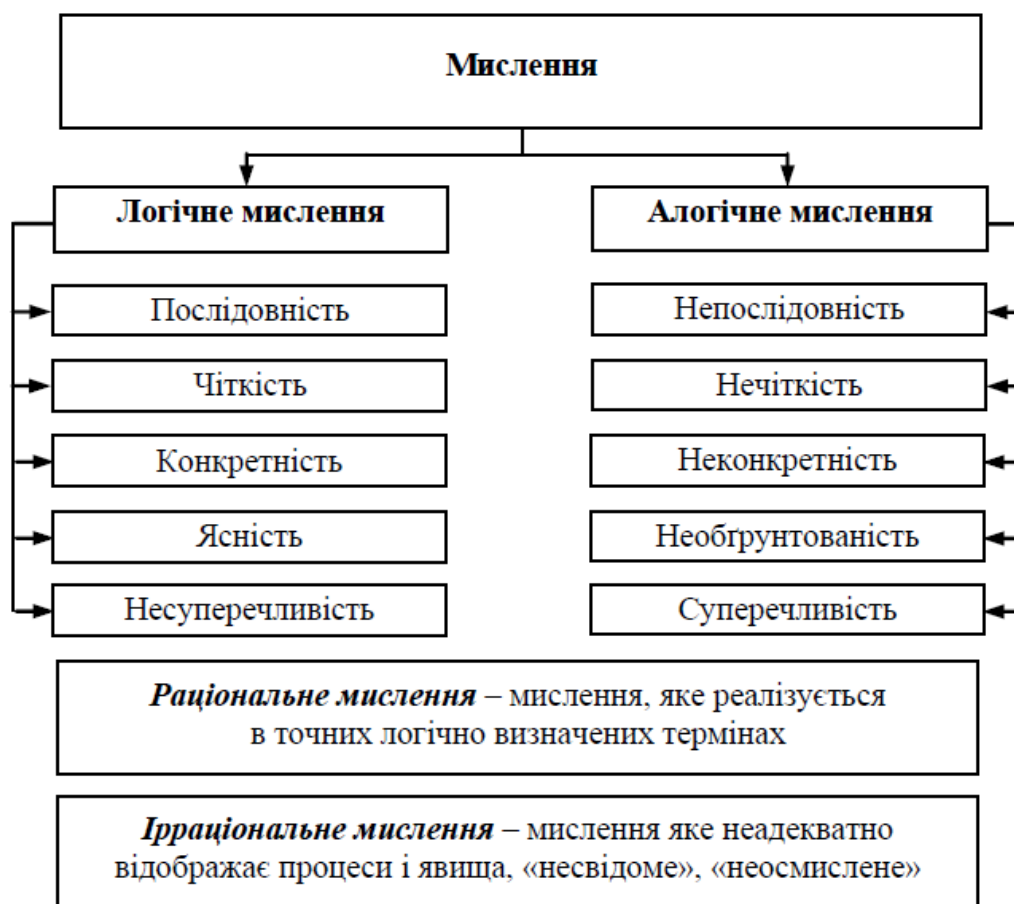 Мислення
Логічне мислення
Алогічне мислення
Послідовність
Непослідовність
Чіткість
Нечіткість
Конкретність
Неконкретність
Ясність
Необґрунтованість
Несуперечливість
Суперечливість
Раціональне мислення – мислення, яке реалізується
в точних логічно визначених термінах
Ірраціональне мислення – мислення яке неадекватно
відображає процеси і явища, «несвідоме», «неосмислене»